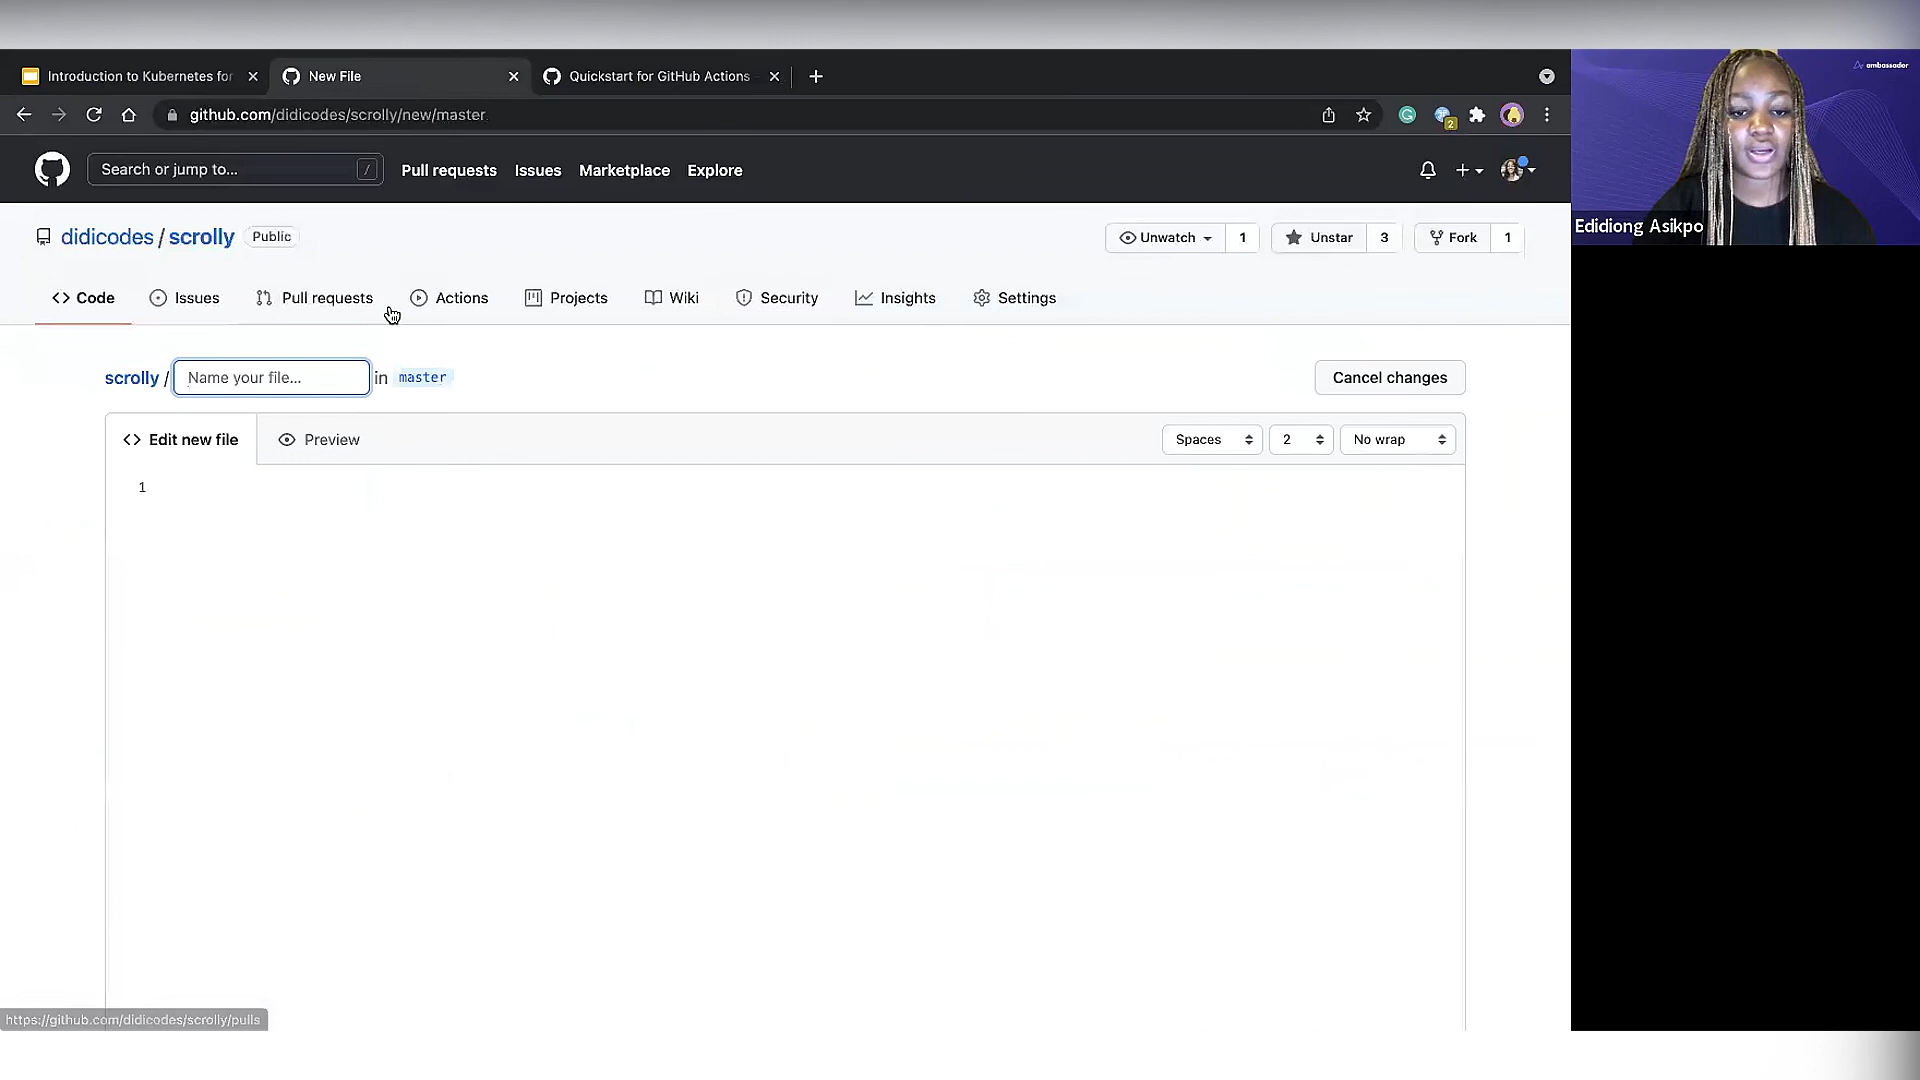 Introduction to Kubernetes for
New File
Quickstart for GitHub Actions
github.com/didicodes/scrolly/new/master
2
ambassador
Search or jump to...
/
Pull requests
Issues
Marketplace
Explore
Edidiong Asikpo
didicodes / scrolly
Public
Unwatch
1
Unstar
3
Fork
1
Code
Issues
Pull requests
Actions
Projects
Wiki
Security
Insights
Settings
scrolly / Name your file... in master
Cancel changes
Edit new file
Preview
Spaces
2
No wrap
1
https://github.com/didicodes/scrolly/pulls